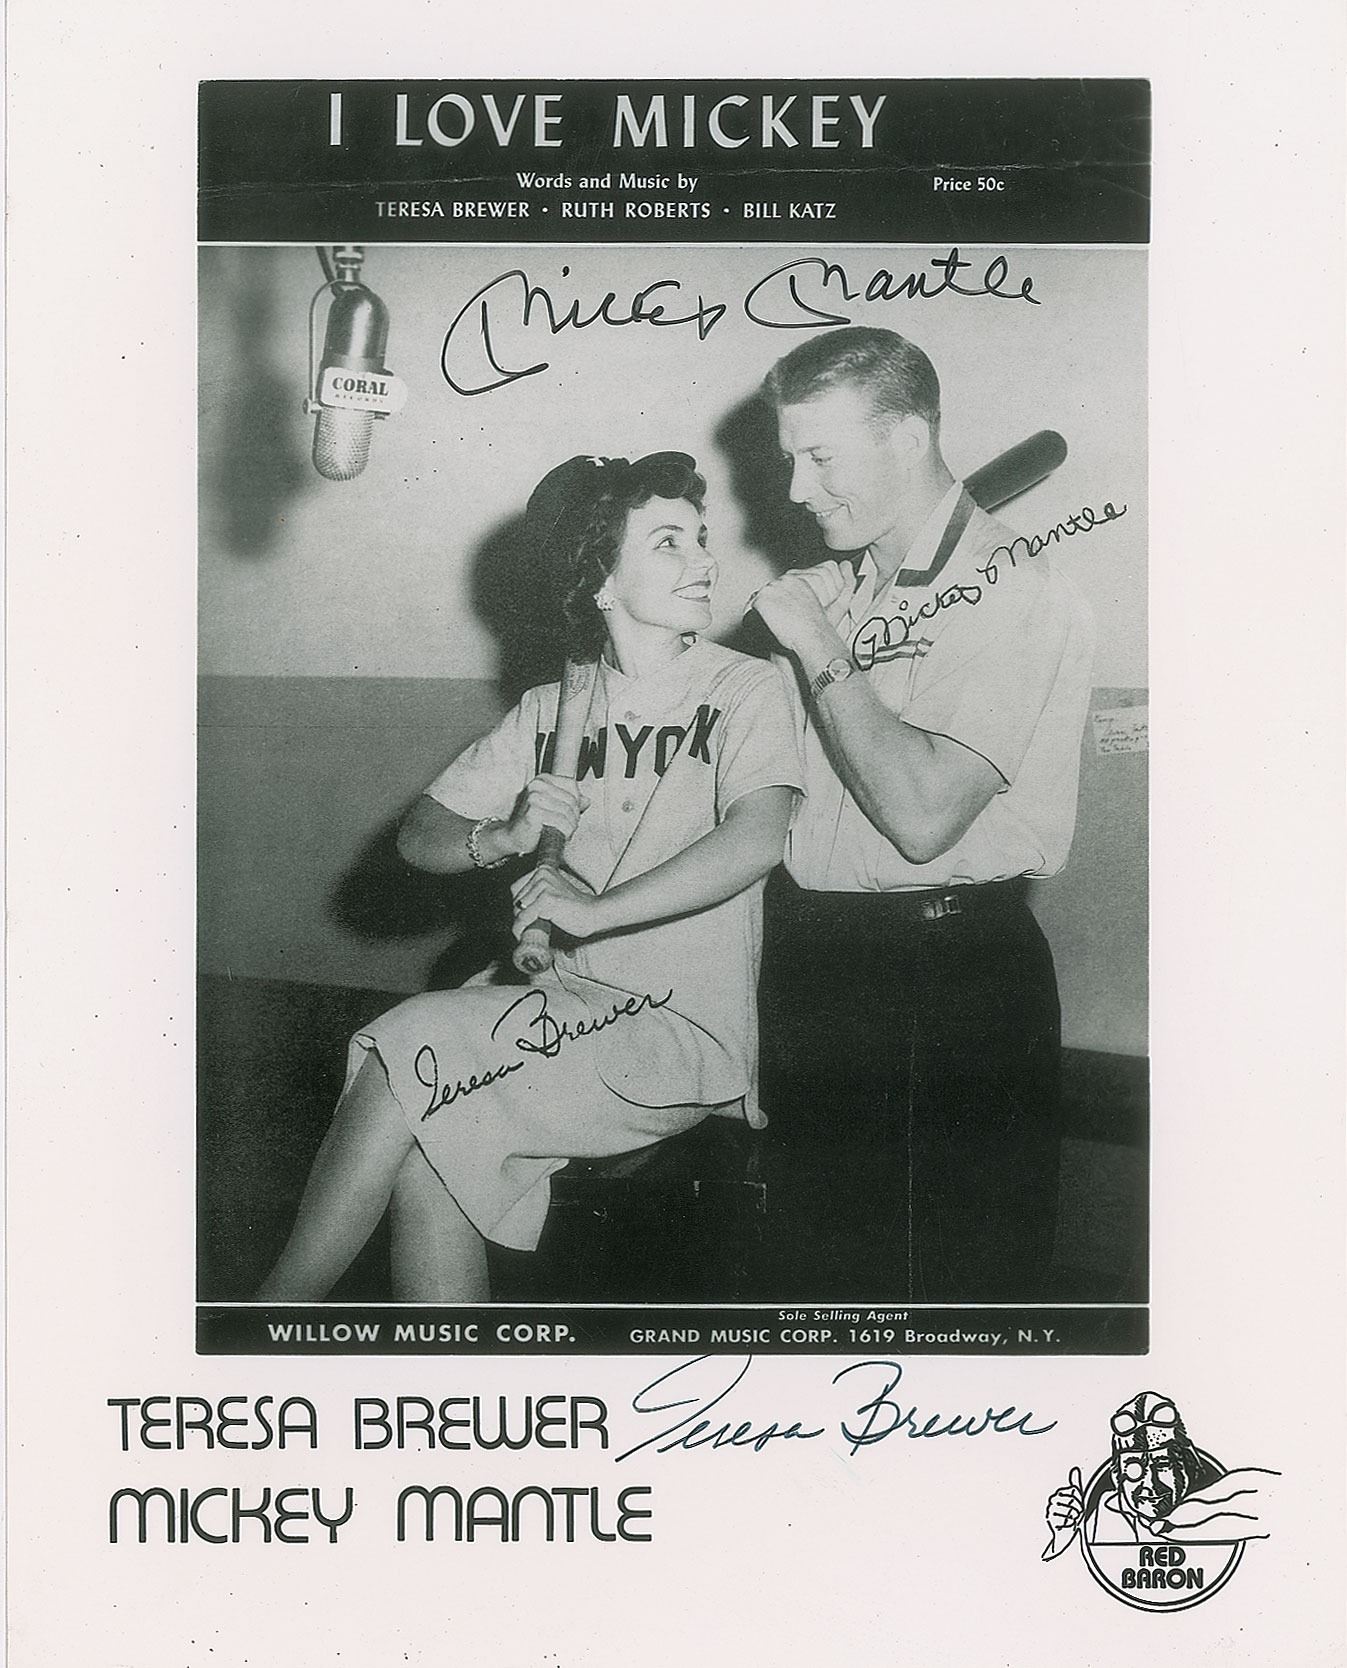 I LOVE MICKEY
Words and Music by
Price 50c
TERESA BREWER • RUTH ROBERTS • BILL KATZ
Mickey Mantle
CORAL
RECORDS
Mickey Mantle
NEW YORK
Teresa Brewer
Sole Selling Agent
WILLOW MUSIC CORP.
GRAND MUSIC CORP. 1619 Broadway, N.Y.
TERESA BREWER
Teresa Brewer
MICKEY MANTLE
RED
BARON